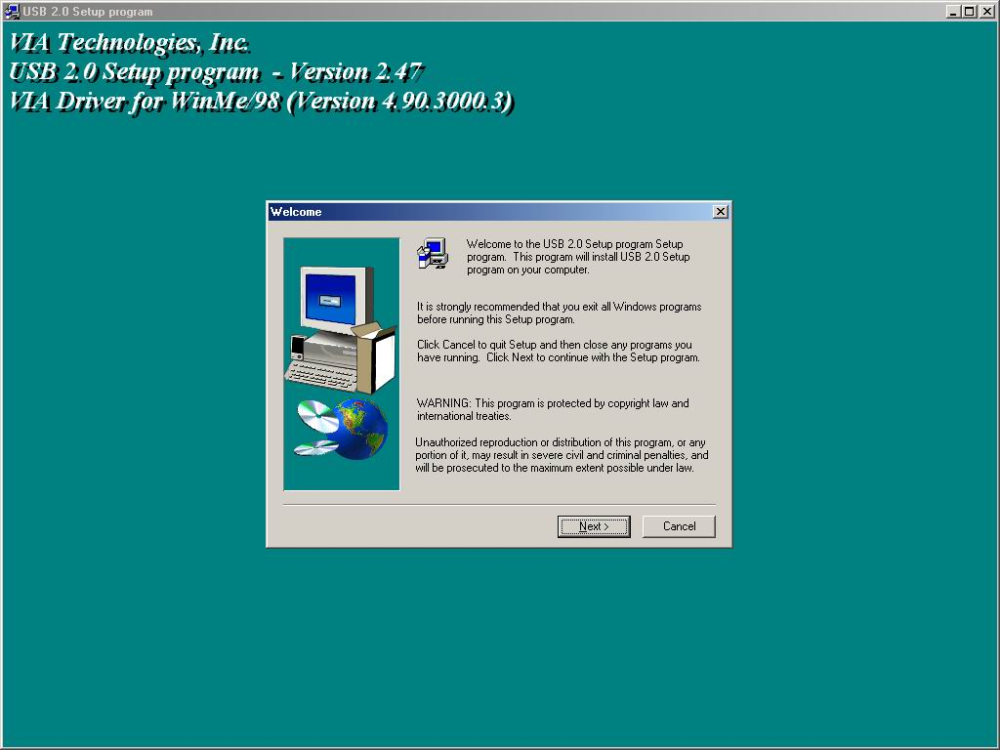 USB 2.0 Setup program
VIA Technologies, Inc.
USB 2.0 Setup program - Version 2.47
VIA Driver for WinMe/98 (Version 4.90.3000.3)
Welcome
Welcome to the USB 2.0 Setup program Setup
program. This program will install USB 2.0 Setup
program on your computer.
It is strongly recommended that you exit all Windows programs
before running this Setup program.
Click Cancel to quit Setup and then close any programs you
have running. Click Next to continue with the Setup program.
WARNING: This program is protected by copyright law and
international treaties.
Unauthorized reproduction or distribution of this program, or any
portion of it, may result in severe civil and criminal penalties, and
will be prosecuted to the maximum extent possible under law.
Next >
Cancel